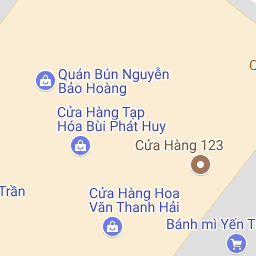 Quán Bún Nguyễn
Bảo Hoàng
Cửa Hàng Tạp
Hóa Bùi Phát Huy
Cửa Hàng 123
Trần
Cửa Hàng Hoa
Văn Thanh Hải
Bánh mì Yến